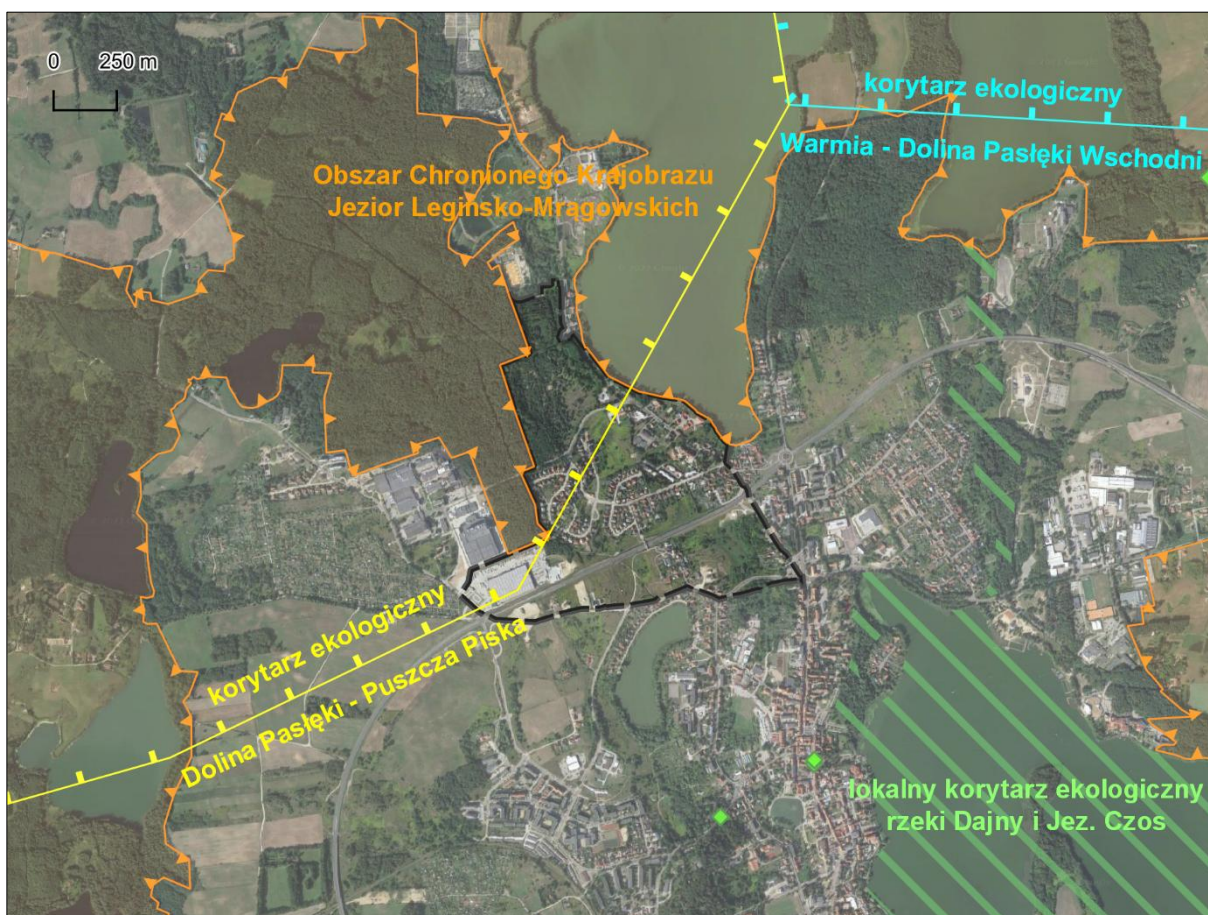 0 250 m
korytarz ekologiczny
Warmia - Dolina Pasłęki Wschodni
Obszar Chronionego Krajobrazu
Jezior Legińsko-Mrągowskich
korytarz ekologiczny
Dolina Pasłęki - Puszcza Piska
lokalny korytarz ekologiczny
rzeki Dajny i Jez. Czos